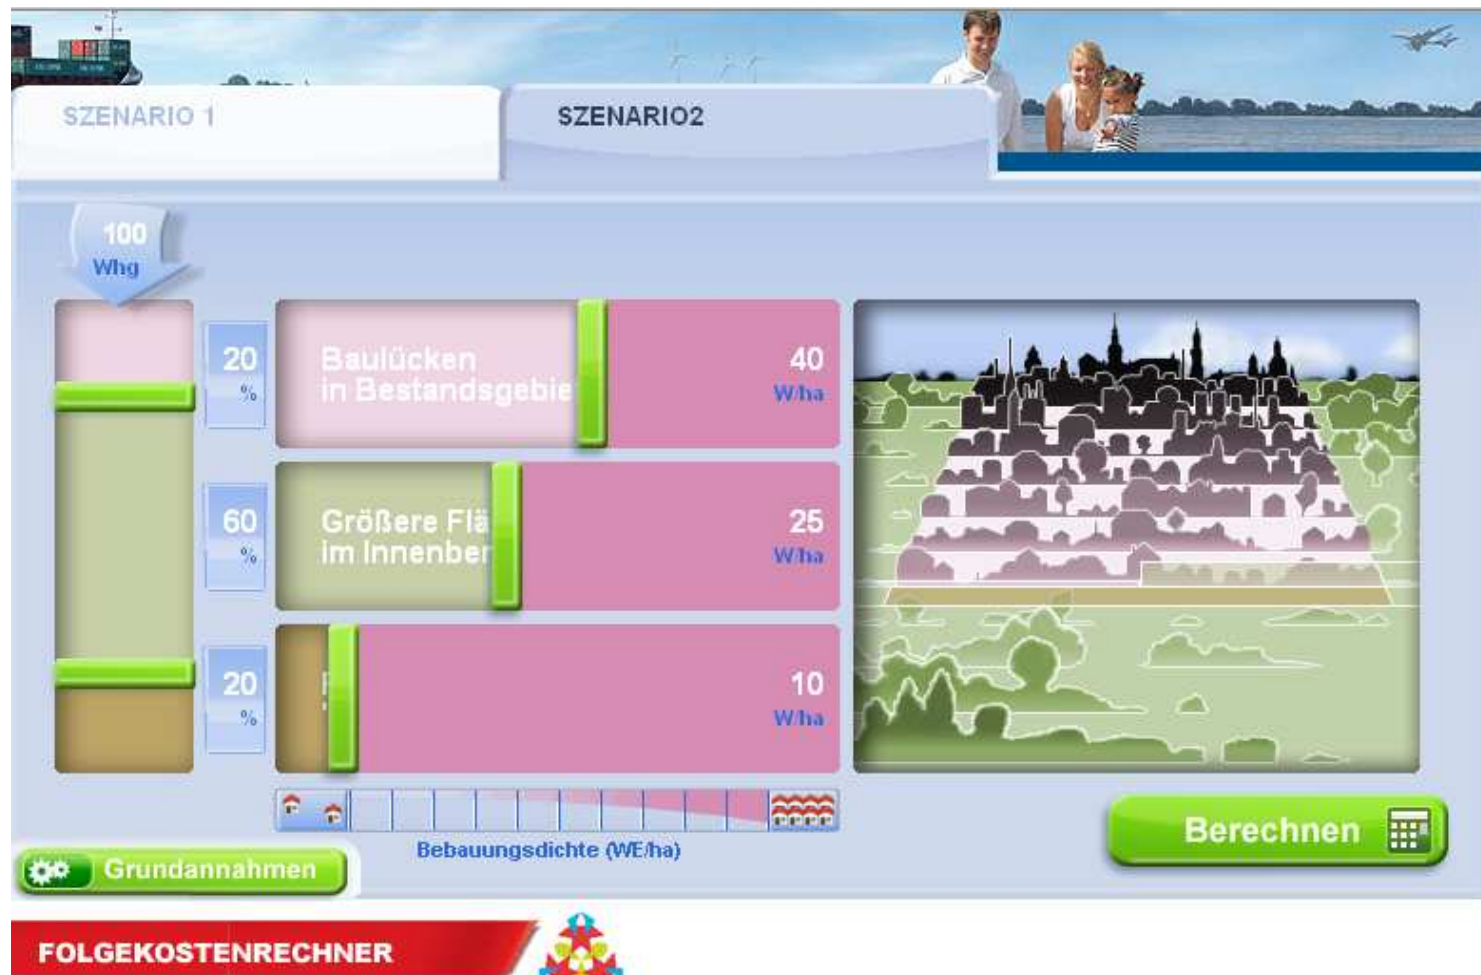 SZENARIO 1
SZENARIO2
100
Whg
20
%
Baulücken
in Bestandsgebie
40
W/ha
60
%
Größere Flä
im Innenber
25
W/ha
20
%
10
W/ha
Bebauungsdichte (WE/ha)
Berechnen
Grundannahmen
FOLGEKOSTENRECHNER